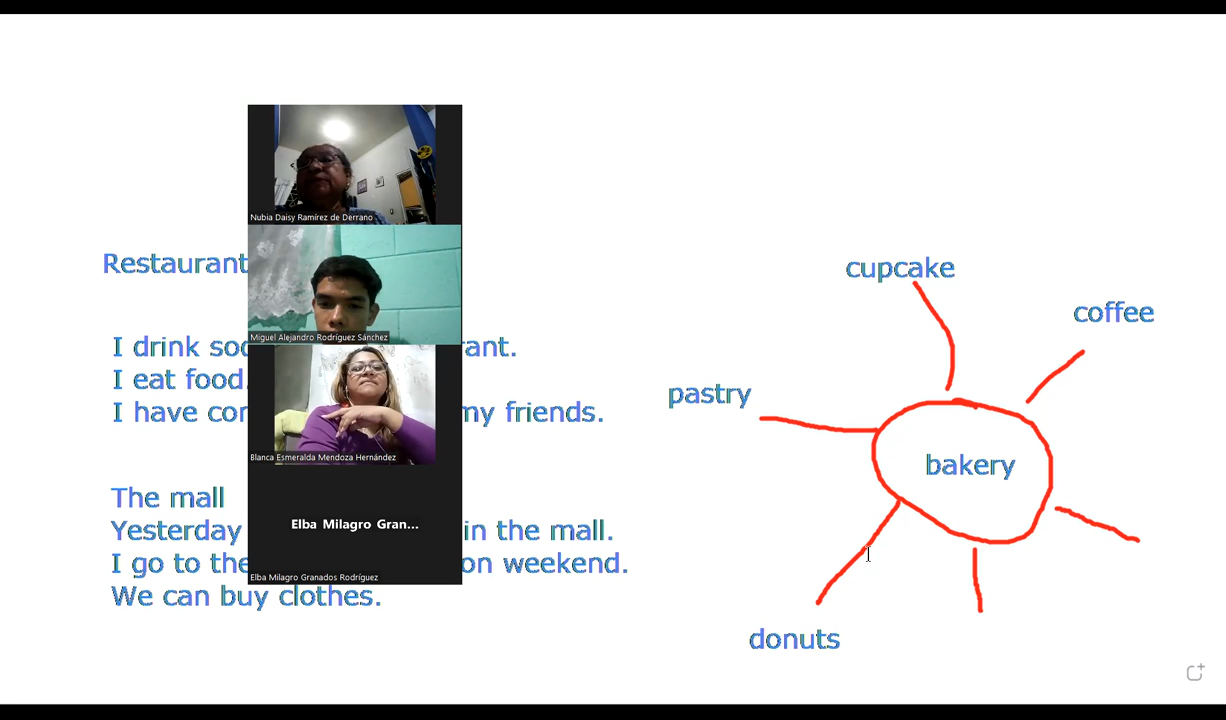 Restaurant
I drink so rant.
I eat food.
I have my friends.
The mall
Yesterday in the mall.
I go to the on weekend.
We can buy clothes.
Nubia Daisy Ramírez de Derrano
Miguel Alejandro Rodríguez Sánchez
Blanca Esmeralda Mendoza Hernández
Elba Milagro Gran...
Elba Milagro Granados Rodríguez
cupcake
coffee
pastry
bakery
donuts